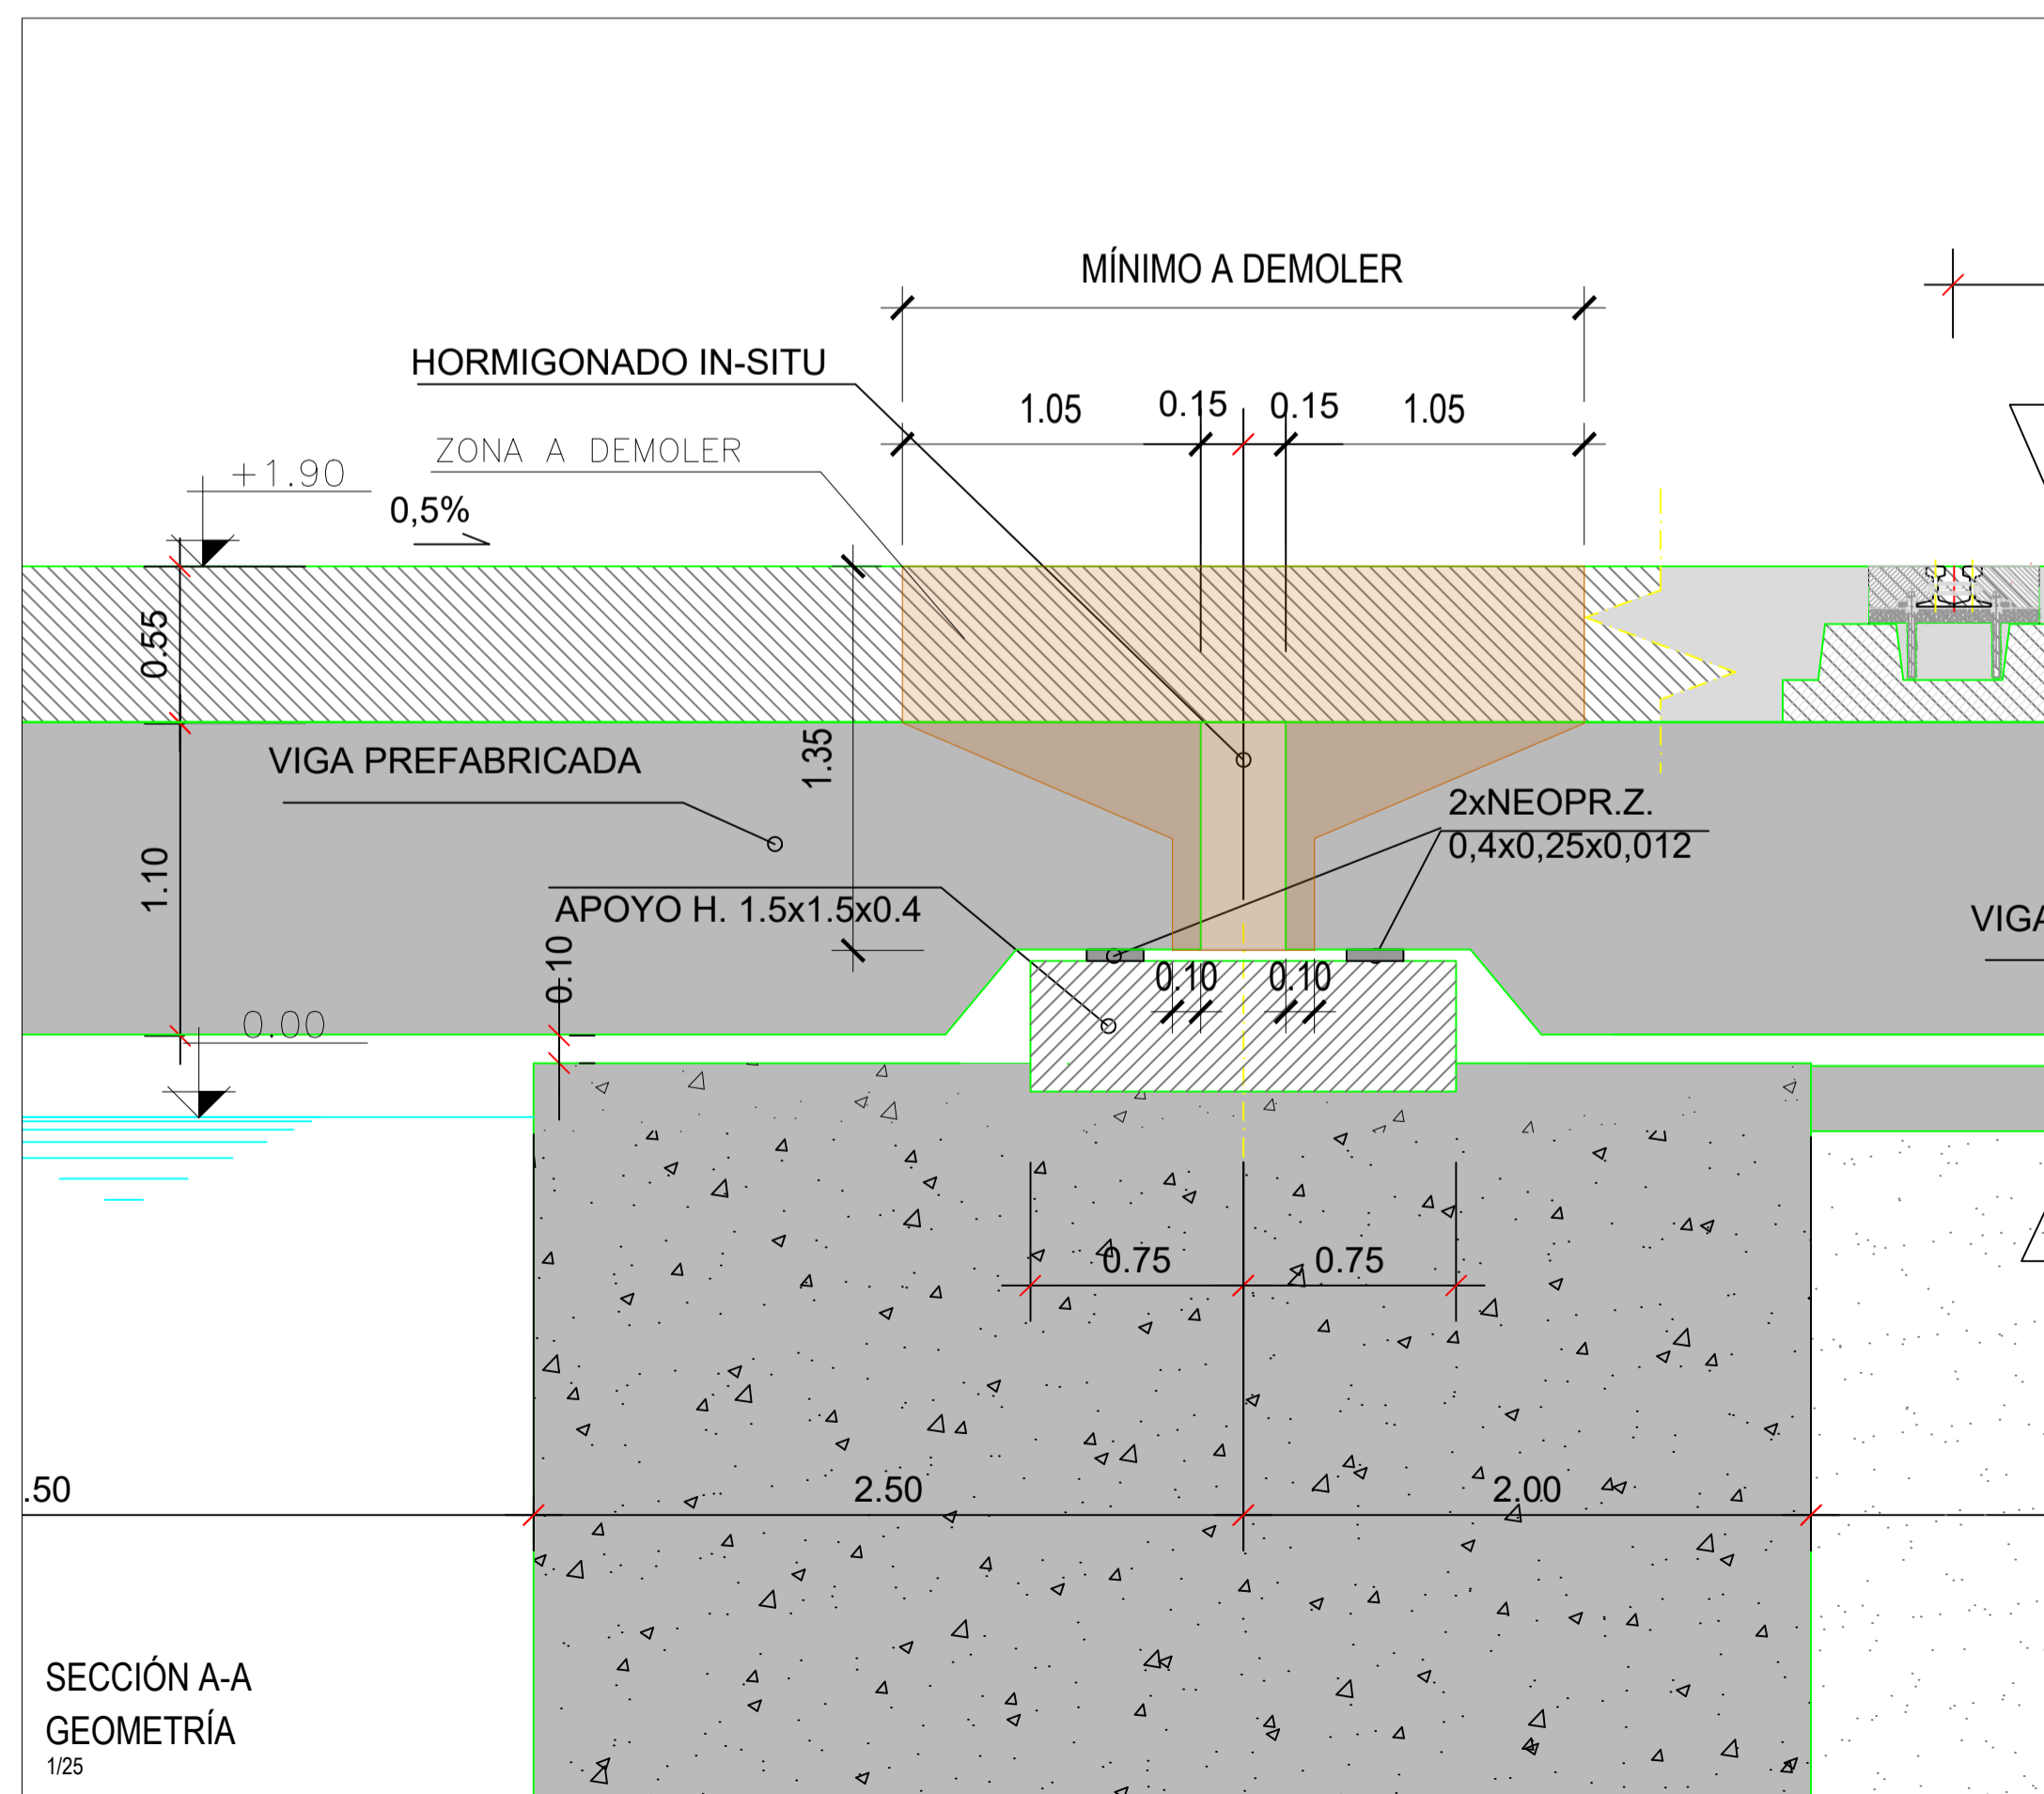 MÍNIMO A DEMOLER
HORMIGONADO IN-SITU
1.05
0.15
0.15
1.05
ZONA A DEMOLER
+1.90
0,5%
0.55
VIGA PREFABRICADA
1.35
2xNEOPR.Z.
0,4x0,25x0,012
1.10
APOYO H. 1.5x1.5x0.4
VIGA
0.10
0.10
0.10
0.00
0.75
0.75
.50
2.50
2.00
SECCIÓN A-A
GEOMETRÍA
1/25